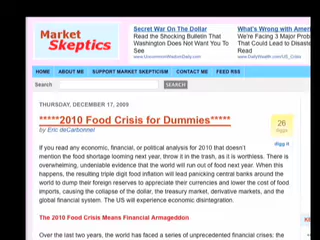 Market
Skeptics
Secret War On The Dollar
Read the Shocking Bulletin That
Washington Does Not Want You To
See
www.UncommonWisdomDaily.com
What's Wrong with Ameri
We're Facing 3 Major Prob
That Could Lead to Disaste
Read
www.DailyWealth.com/US_Crisis
HOME ABOUT SUPPORT MARKET SKEPTICISM CONTACT ME FEED RSS
Search SEARCH
THURSDAY, DECEMBER 17, 2009
*****2010 Food Crisis for Dummies*****
by Eric deCarbonnel
26
diggs
digg it
If you read any economic, financial, or political analysis for 2010 that doesn't
mention the food shortage looming next year, throw it in the trash, as it is worthless. There is
overwhelming, undeniable evidence that the world will run out of food next year. When this
happens, the resulting triple digit food inflation will lead panicking central banks around the
world to dump their foreign reserves to appreciate their currencies and lower the cost of food
imports, causing the collapse of the dollar, the treasury market, derivative markets, and the
global financial system. The US will experience economic disintegration.
The 2010 Food Crisis Means Financial Armageddon
Over the last two years, the world has faced a series of unprecedented financial crises: the